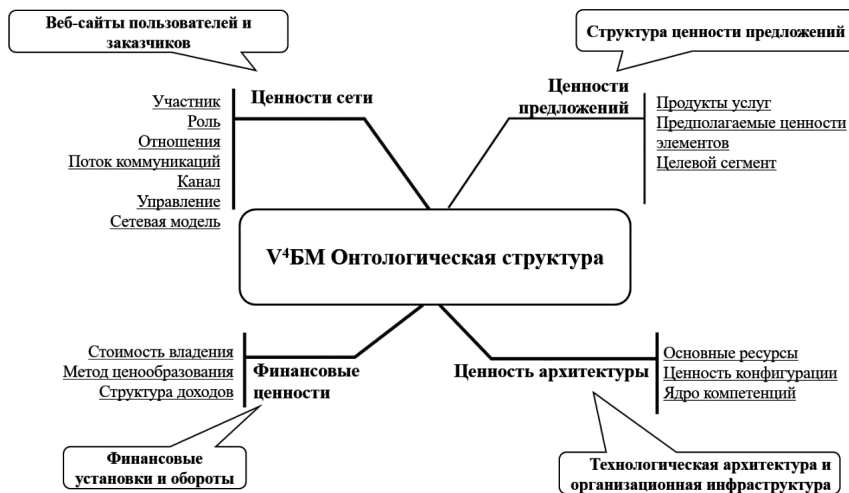 Веб-сайты пользователей и
заказчиков
Структура ценности предложений
Ценности сети
Участник
Роль
Отношения
Поток коммуникаций
Канал
Управление
Сетевая модель
Ценности
предложений
Продукты услуг
Предполагаемые ценности
элементов
Целевой сегмент
V⁴БМ Онтологическая структура
Стоимость владения
Метод ценообразования
Структура доходов
Финансовые
ценности
Ценность архитектуры
Основные ресурсы
Ценность конфигурации
Ядро компетенций
Финансовые
установки и обороты
Технологическая архитектура и
организационная инфраструктура